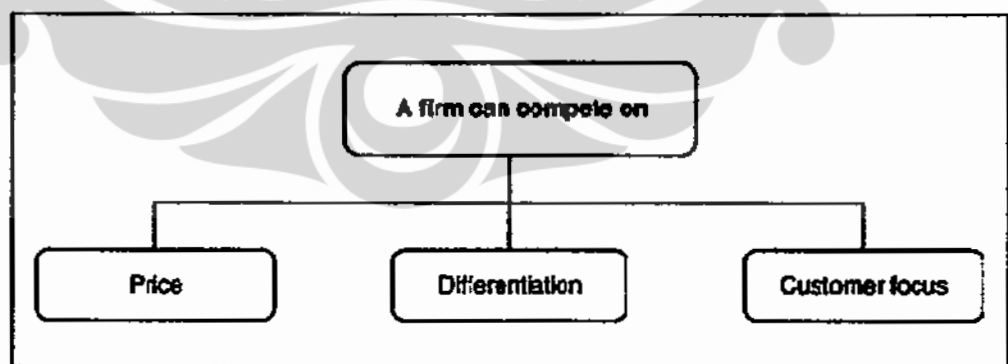 A firm can compete on
Price
Differentiation
Customer focus